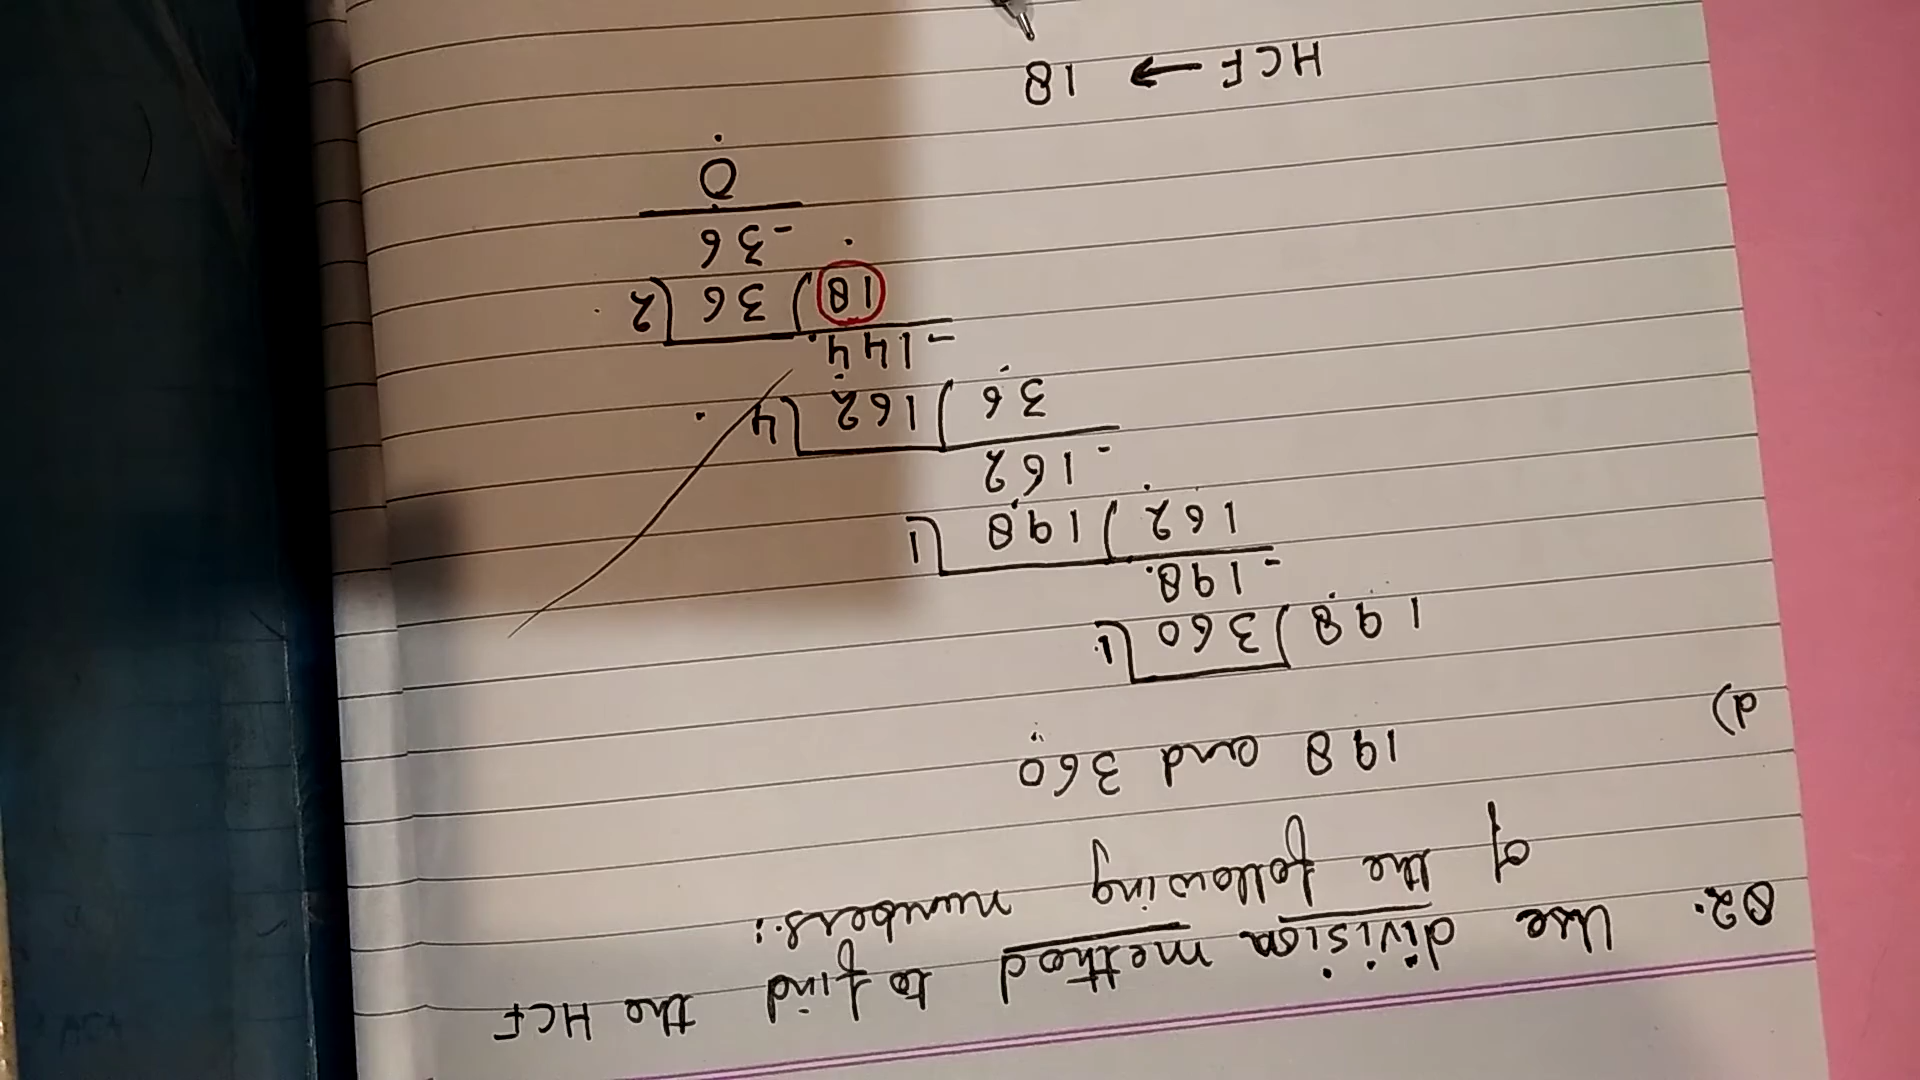 Q2. Use division method to find the HCF
of the following numbers:
d) 198 and 360
198 ) 360 ( 1
- 198
162 ) 198 ( 1
- 162
36 ) 162 ( 4
- 144
18 ) 36 ( 2
- 36
0
HCF → 18